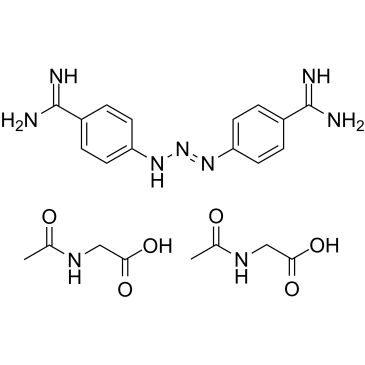 NH NH
H2N NH2
N N N
H
O O
OH OH
N N
H O H O